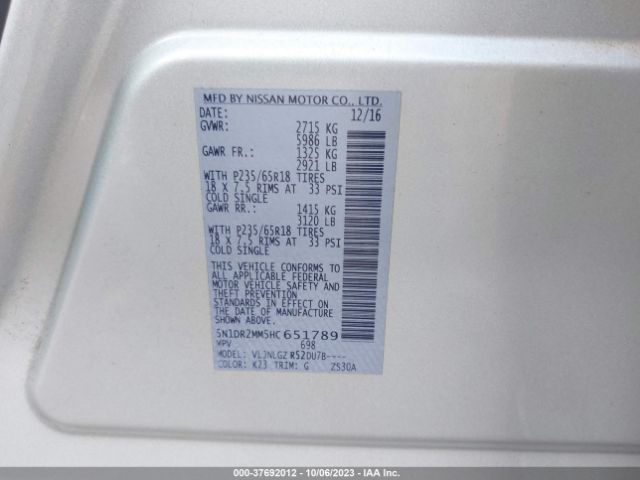 MFD BY NISSAN MOTOR CO., LTD.
DATE: 12/16
GVWR: 2715 KG
5986 LB
GAWR FR.: 1325 KG
2921 LB
WITH P235/65R18 TIRES
18 X 7.5 RIMS AT 33 PSI
COLD SINGLE
GAWR RR.: 1415 KG
3120 LB
WITH P235/65R18 TIRES
18 X 7.5 RIMS AT 33 PSI
COLD SINGLE
THIS VEHICLE CONFORMS TO
ALL APPLICABLE FEDERAL
MOTOR VEHICLE SAFETY AND
THEFT PREVENTION
STANDARDS IN EFFECT ON
THE DATE OF MANUFACTURE
SHOWN ABOVE.
5N1DR2MM5HC651789
MPV 698
MODEL: VLJNLGZ R52DU7B----
COLOR: K23 TRIM: G ZS30A
000-37692012 - 10/06/2023 - IAA Inc.